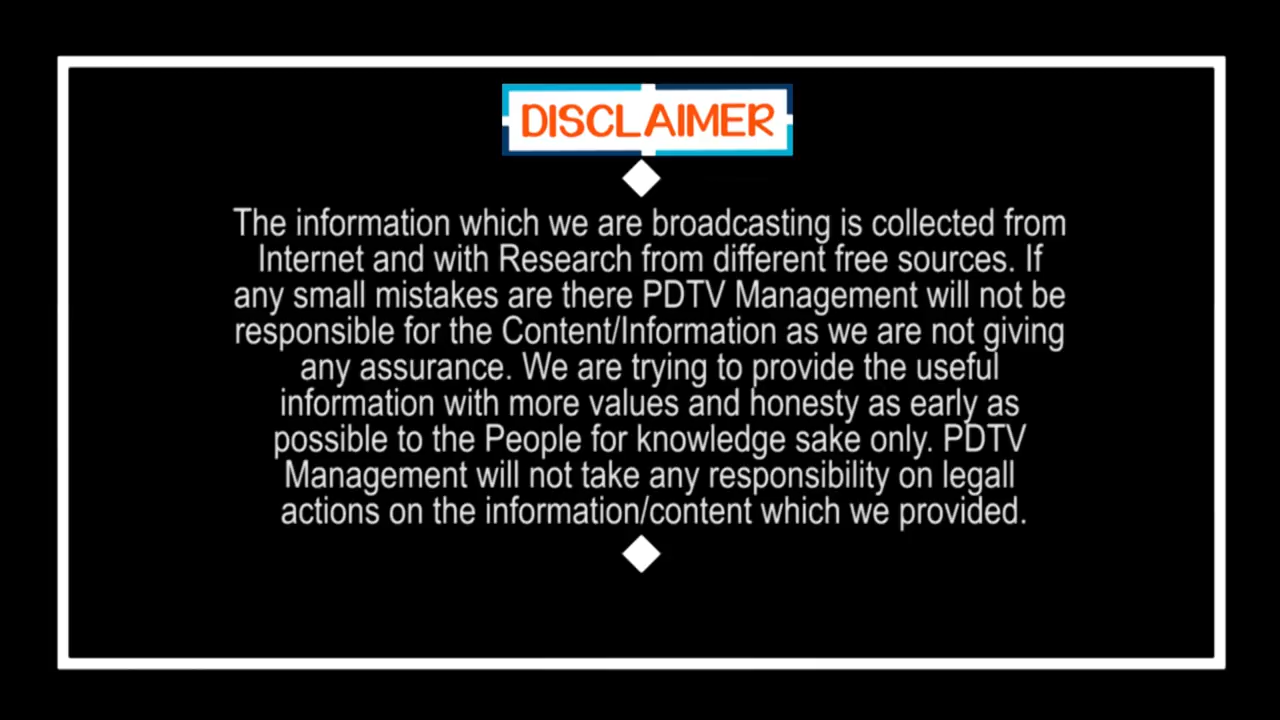 DISCLAIMER
The information which we are broadcasting is collected from
Internet and with Research from different free sources. If
any small mistakes are there PDTV Management will not be
responsible for the Content/Information as we are not giving
any assurance. We are trying to provide the useful
information with more values and honesty as early as
possible to the People for knowledge sake only. PDTV
Management will not take any responsibility on legall
actions on the information/content which we provided.